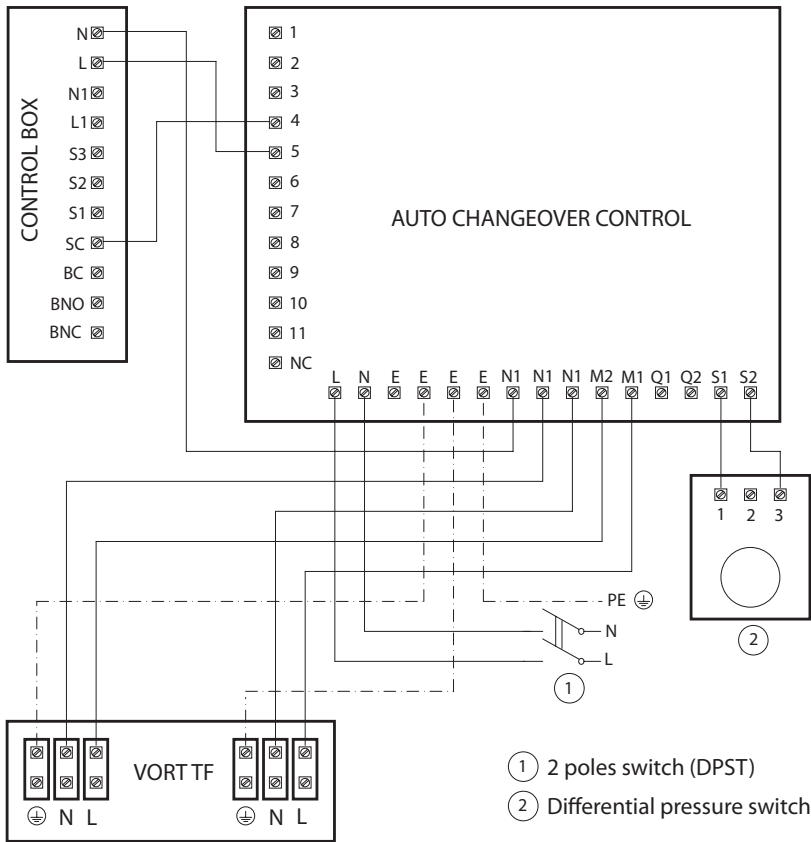 CONTROL BOX
N
L
N1
L1
S3
S2
S1
SC
BC
BNO
BNC
1
2
3
4
5
6
7
8
9
10
11
NC
AUTO CHANGEOVER CONTROL
L N E E E E N1 N1 N1 M2 M1 Q1 Q2 S1 S2
1 2 3
2
PE
N
L
1
VORT TF
N L
N L
1 2 poles switch (DPST)
2 Differential pressure switch